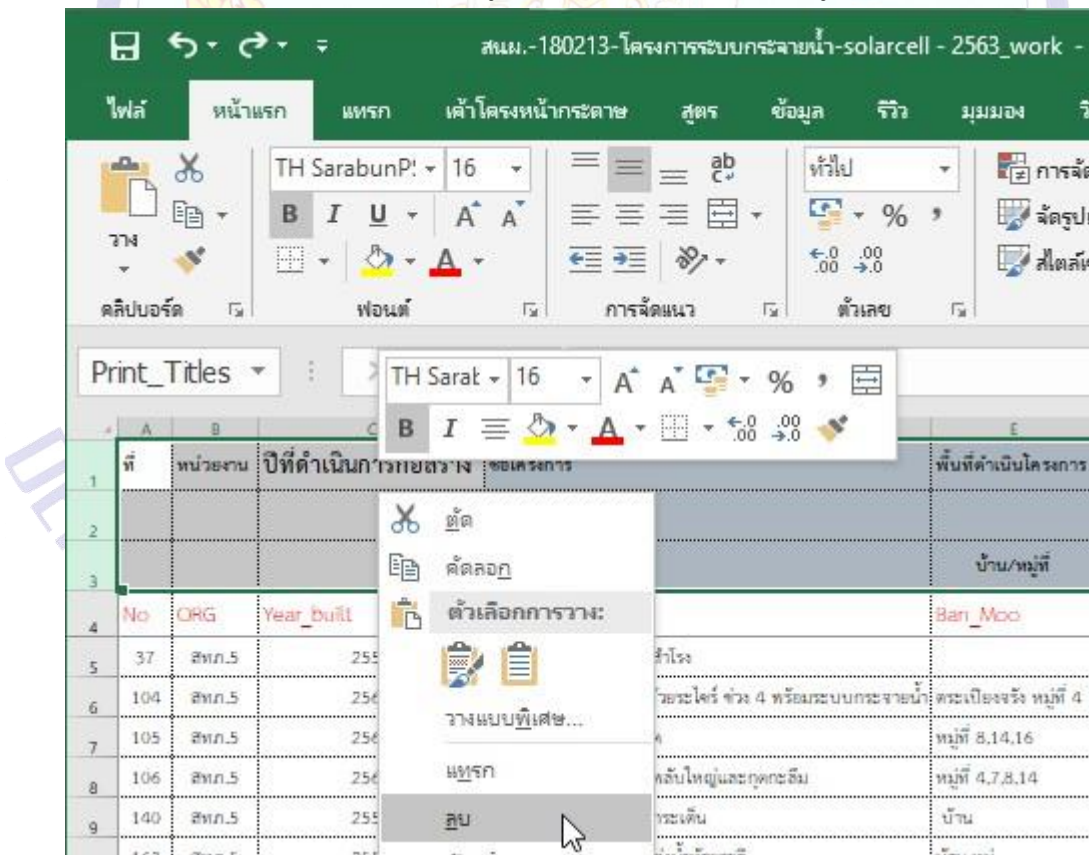 สนผ.-180213-โครงการระบบกระจายน้ำ-solarcell - 2563_work -
ไฟล์ หน้าแรก แทรก เค้าโครงหน้ากระดาษ สูตร ข้อมูล รีวิว มุมมอง
วาง TH SarabunP: 16 ab ทั่วไป การจัด
B I U A A % จัดรูป
A .00 .00 สไตล์
คลิปบอร์ด ฟอนต์ การจัดแนว ตัวเลข
Print_Titles TH Sarat 16 A A %
B I A .00 .00
A B C E
1 ที่ หน่วยงาน ปีที่ดำเนินการก่อสร้าง ชื่อโครงการ พื้นที่ดำเนินโครงการ
2 ตัด
3 คัดลอก บ้าน/หมู่ที่
4 No ORG Year_built ตัวเลือกการวาง: Ban_Moo
5 37 สทภ.5 255 สำโรง
6 104 สทภ.5 256 วางแบบพิเศษ... ช่วง 4 พร้อมระบบกระจายน้ำ ตระเปียงจรัง หมู่ที่ 4
7 105 สทภ.5 256 หมู่ที่ 8,14,16
8 106 สทภ.5 256 แทรก หลับใหญ่และกุดกะลืม หมู่ที่ 4,7,8,14
9 140 สทภ.5 255 ลบ กระเต็น บ้าน